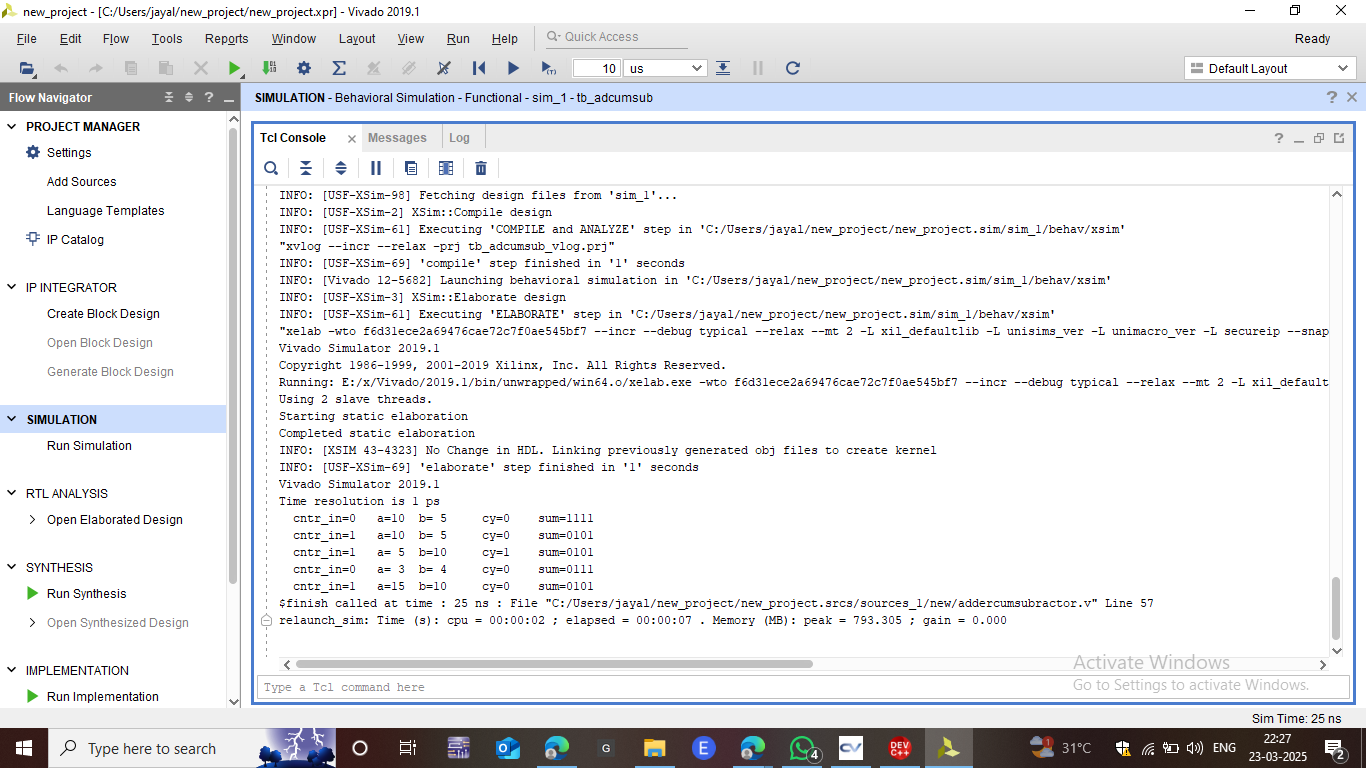 new_project - [C:/Users/jayal/new_project/new_project.xpr] - Vivado 2019.1
File Edit Flow Tools Reports Window Layout View Run Help Quick Access Ready
10 us Default Layout
Flow Navigator
SIMULATION - Behavioral Simulation - Functional - sim_1 - tb_adcumsub
PROJECT MANAGER
Settings
Add Sources
Language Templates
IP Catalog
IP INTEGRATOR
Create Block Design
Open Block Design
Generate Block Design
SIMULATION
Run Simulation
RTL ANALYSIS
Open Elaborated Design
SYNTHESIS
Run Synthesis
Open Synthesized Design
IMPLEMENTATION
Run Implementation
Tcl Console Messages Log
INFO: [USF-XSim-98] Fetching design files from 'sim_1'...
INFO: [USF-XSim-2] XSim::Compile design
INFO: [USF-XSim-61] Executing 'COMPILE and ANALYZE' step in 'C:/Users/jayal/new_project/new_project.sim/sim_1/behav/xsim'
"xvlog --incr --relax -prj tb_adcumsub_vlog.prj"
INFO: [USF-XSim-69] 'compile' step finished in '1' seconds
INFO: [Vivado 12-5682] Launching behavioral simulation in 'C:/Users/jayal/new_project/new_project.sim/sim_1/behav/xsim'
INFO: [USF-XSim-3] XSim::Elaborate design
INFO: [USF-XSim-61] Executing 'ELABORATE' step in 'C:/Users/jayal/new_project/new_project.sim/sim_1/behav/xsim'
"xelab -wto f6d31ece2a69476cae72c7f0ae545bf7 --incr --debug typical --relax --mt 2 -L xil_defaultlib -L unisims_ver -L unimacro_ver -L secureip --snap
Vivado Simulator 2019.1
Copyright 1986-1999, 2001-2019 Xilinx, Inc. All Rights Reserved.
Running: E:/x/Vivado/2019.1/bin/unwrapped/win64.o/xelab.exe -wto f6d31ece2a69476cae72c7f0ae545bf7 --incr --debug typical --relax --mt 2 -L xil_default
Using 2 slave threads.
Starting static elaboration
Completed static elaboration
INFO: [XSIM 43-4323] No Change in HDL. Linking previously generated obj files to create kernel
INFO: [USF-XSim-69] 'elaborate' step finished in '1' seconds
Vivado Simulator 2019.1
Time resolution is 1 ps
cntr_in=0 a=10 b= 5 cy=0 sum=1111
cntr_in=1 a=10 b= 5 cy=0 sum=0101
cntr_in=1 a= 5 b=10 cy=1 sum=0101
cntr_in=0 a= 3 b= 4 cy=0 sum=0111
cntr_in=1 a=15 b=10 cy=0 sum=0101
$finish called at time : 25 ns : File "C:/Users/jayal/new_project/new_project.srcs/sources_1/new/addercumsubractor.v" Line 57
relaunch_sim: Time (s): cpu = 00:00:02 ; elapsed = 00:00:07 . Memory (MB): peak = 793.305 ; gain = 0.000
Type a Tcl command here
Activate Windows
Go to Settings to activate Windows.
Sim Time: 25 ns
Type here to search
G
E
4
CV
DEV
C++
1
31°C
ENG
22:27
23-03-2025
2